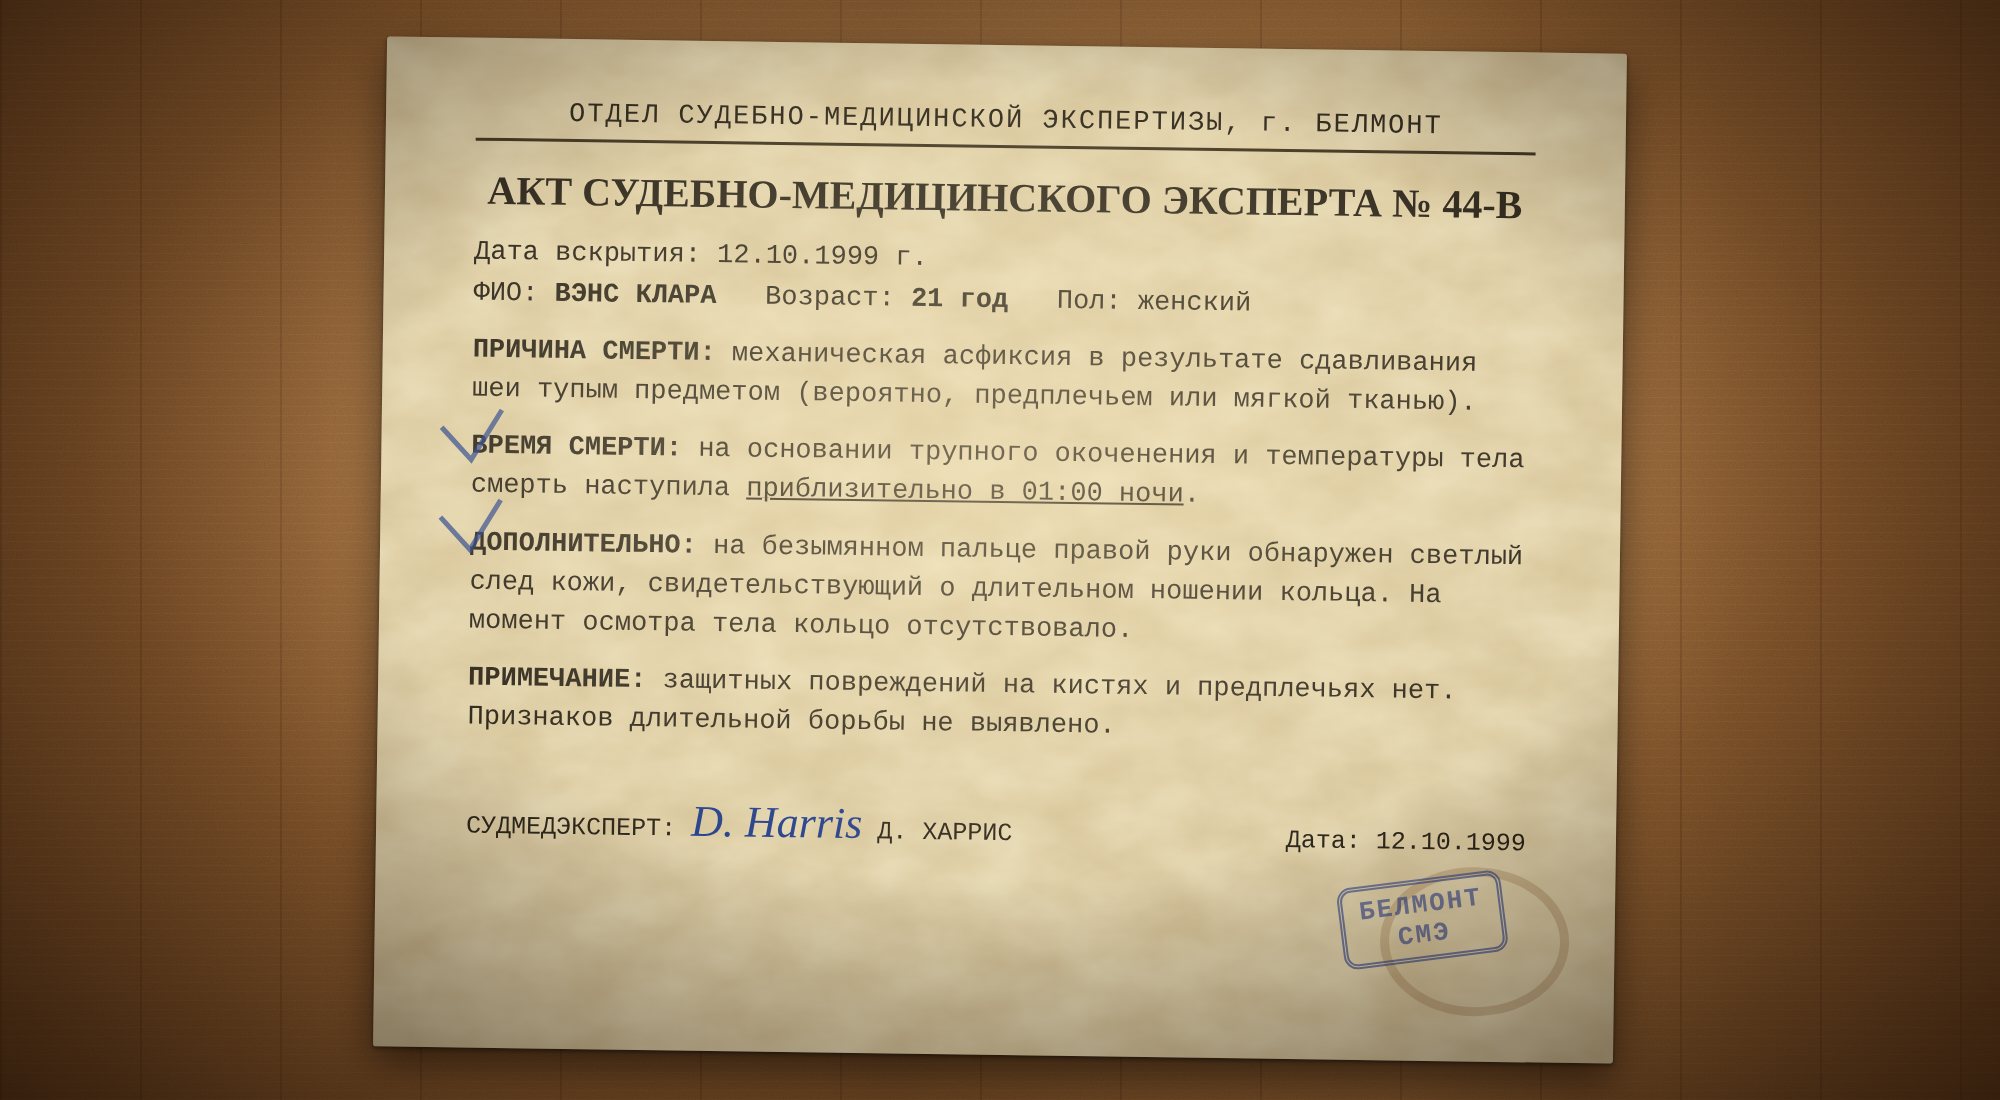 ОТДЕЛ СУДЕБНО-МЕДИЦИНСКОЙ ЭКСПЕРТИЗЫ, г. БЕЛМОНТ
АКТ СУДЕБНО-МЕДИЦИНСКОГО ЭКСПЕРТА № 44-В
Дата вскрытия: 12.10.1999 г.
ФИО: ВЭНС КЛАРА Возраст: 21 год Пол: женский
ПРИЧИНА СМЕРТИ: механическая асфиксия в результате сдавливания
шеи тупым предметом (вероятно, предплечьем или мягкой тканью).
ВРЕМЯ СМЕРТИ: на основании трупного окоченения и температуры тела
смерть наступила приблизительно в 01:00 ночи.
ДОПОЛНИТЕЛЬНО: на безымянном пальце правой руки обнаружен светлый
след кожи, свидетельствующий о длительном ношении кольца. На
момент осмотра тела кольцо отсутствовало.
ПРИМЕЧАНИЕ: защитных повреждений на кистях и предплечьях нет.
Признаков длительной борьбы не выявлено.
СУДМЕДЭКСПЕРТ: D. Harris Д. ХАРРИС Дата: 12.10.1999
БЕЛМОНТ
СМЭ